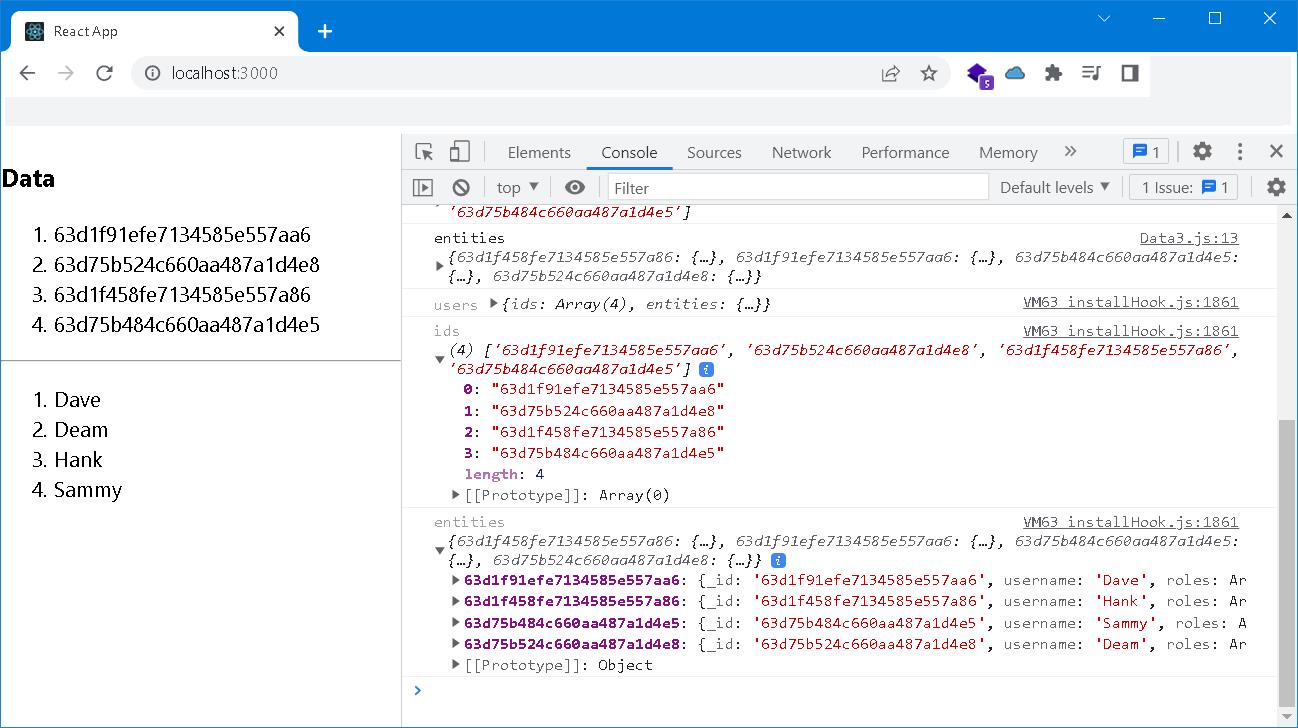 React App
localhost:3000
Data
1. 63d1f91efe7134585e557aa6
2. 63d75b524c660aa487a1d4e8
3. 63d1f458fe7134585e557a86
4. 63d75b484c660aa487a1d4e5
1. Dave
2. Deam
3. Hank
4. Sammy
Elements Console Sources Network Performance Memory 1
top Filter Default levels 1 Issue: 1
'63d75b484c660aa487a1d4e5']
entities Data3.js:13
{63d1f458fe7134585e557a86: {…}, 63d1f91efe7134585e557aa6: {…}, 63d75b484c660aa487a1d4e5:
{…}, 63d75b524c660aa487a1d4e8: {…}}
users {ids: Array(4), entities: {…}} VM63 installHook.js:1861
ids VM63 installHook.js:1861
(4) ['63d1f91efe7134585e557aa6', '63d75b524c660aa487a1d4e8', '63d1f458fe7134585e557a86',
'63d75b484c660aa487a1d4e5'] i
0: "63d1f91efe7134585e557aa6"
1: "63d75b524c660aa487a1d4e8"
2: "63d1f458fe7134585e557a86"
3: "63d75b484c660aa487a1d4e5"
length: 4
[[Prototype]]: Array(0)
entities VM63 installHook.js:1861
{63d1f458fe7134585e557a86: {…}, 63d1f91efe7134585e557aa6: {…}, 63d75b484c660aa487a1d4e5:
{…}, 63d75b524c660aa487a1d4e8: {…}} i
63d1f91efe7134585e557aa6: {_id: '63d1f91efe7134585e557aa6', username: 'Dave', roles: Ar
63d1f458fe7134585e557a86: {_id: '63d1f458fe7134585e557a86', username: 'Hank', roles: Ar
63d75b484c660aa487a1d4e5: {_id: '63d75b484c660aa487a1d4e5', username: 'Sammy', roles: A
63d75b524c660aa487a1d4e8: {_id: '63d75b524c660aa487a1d4e8', username: 'Deam', roles: Ar
[[Prototype]]: Object